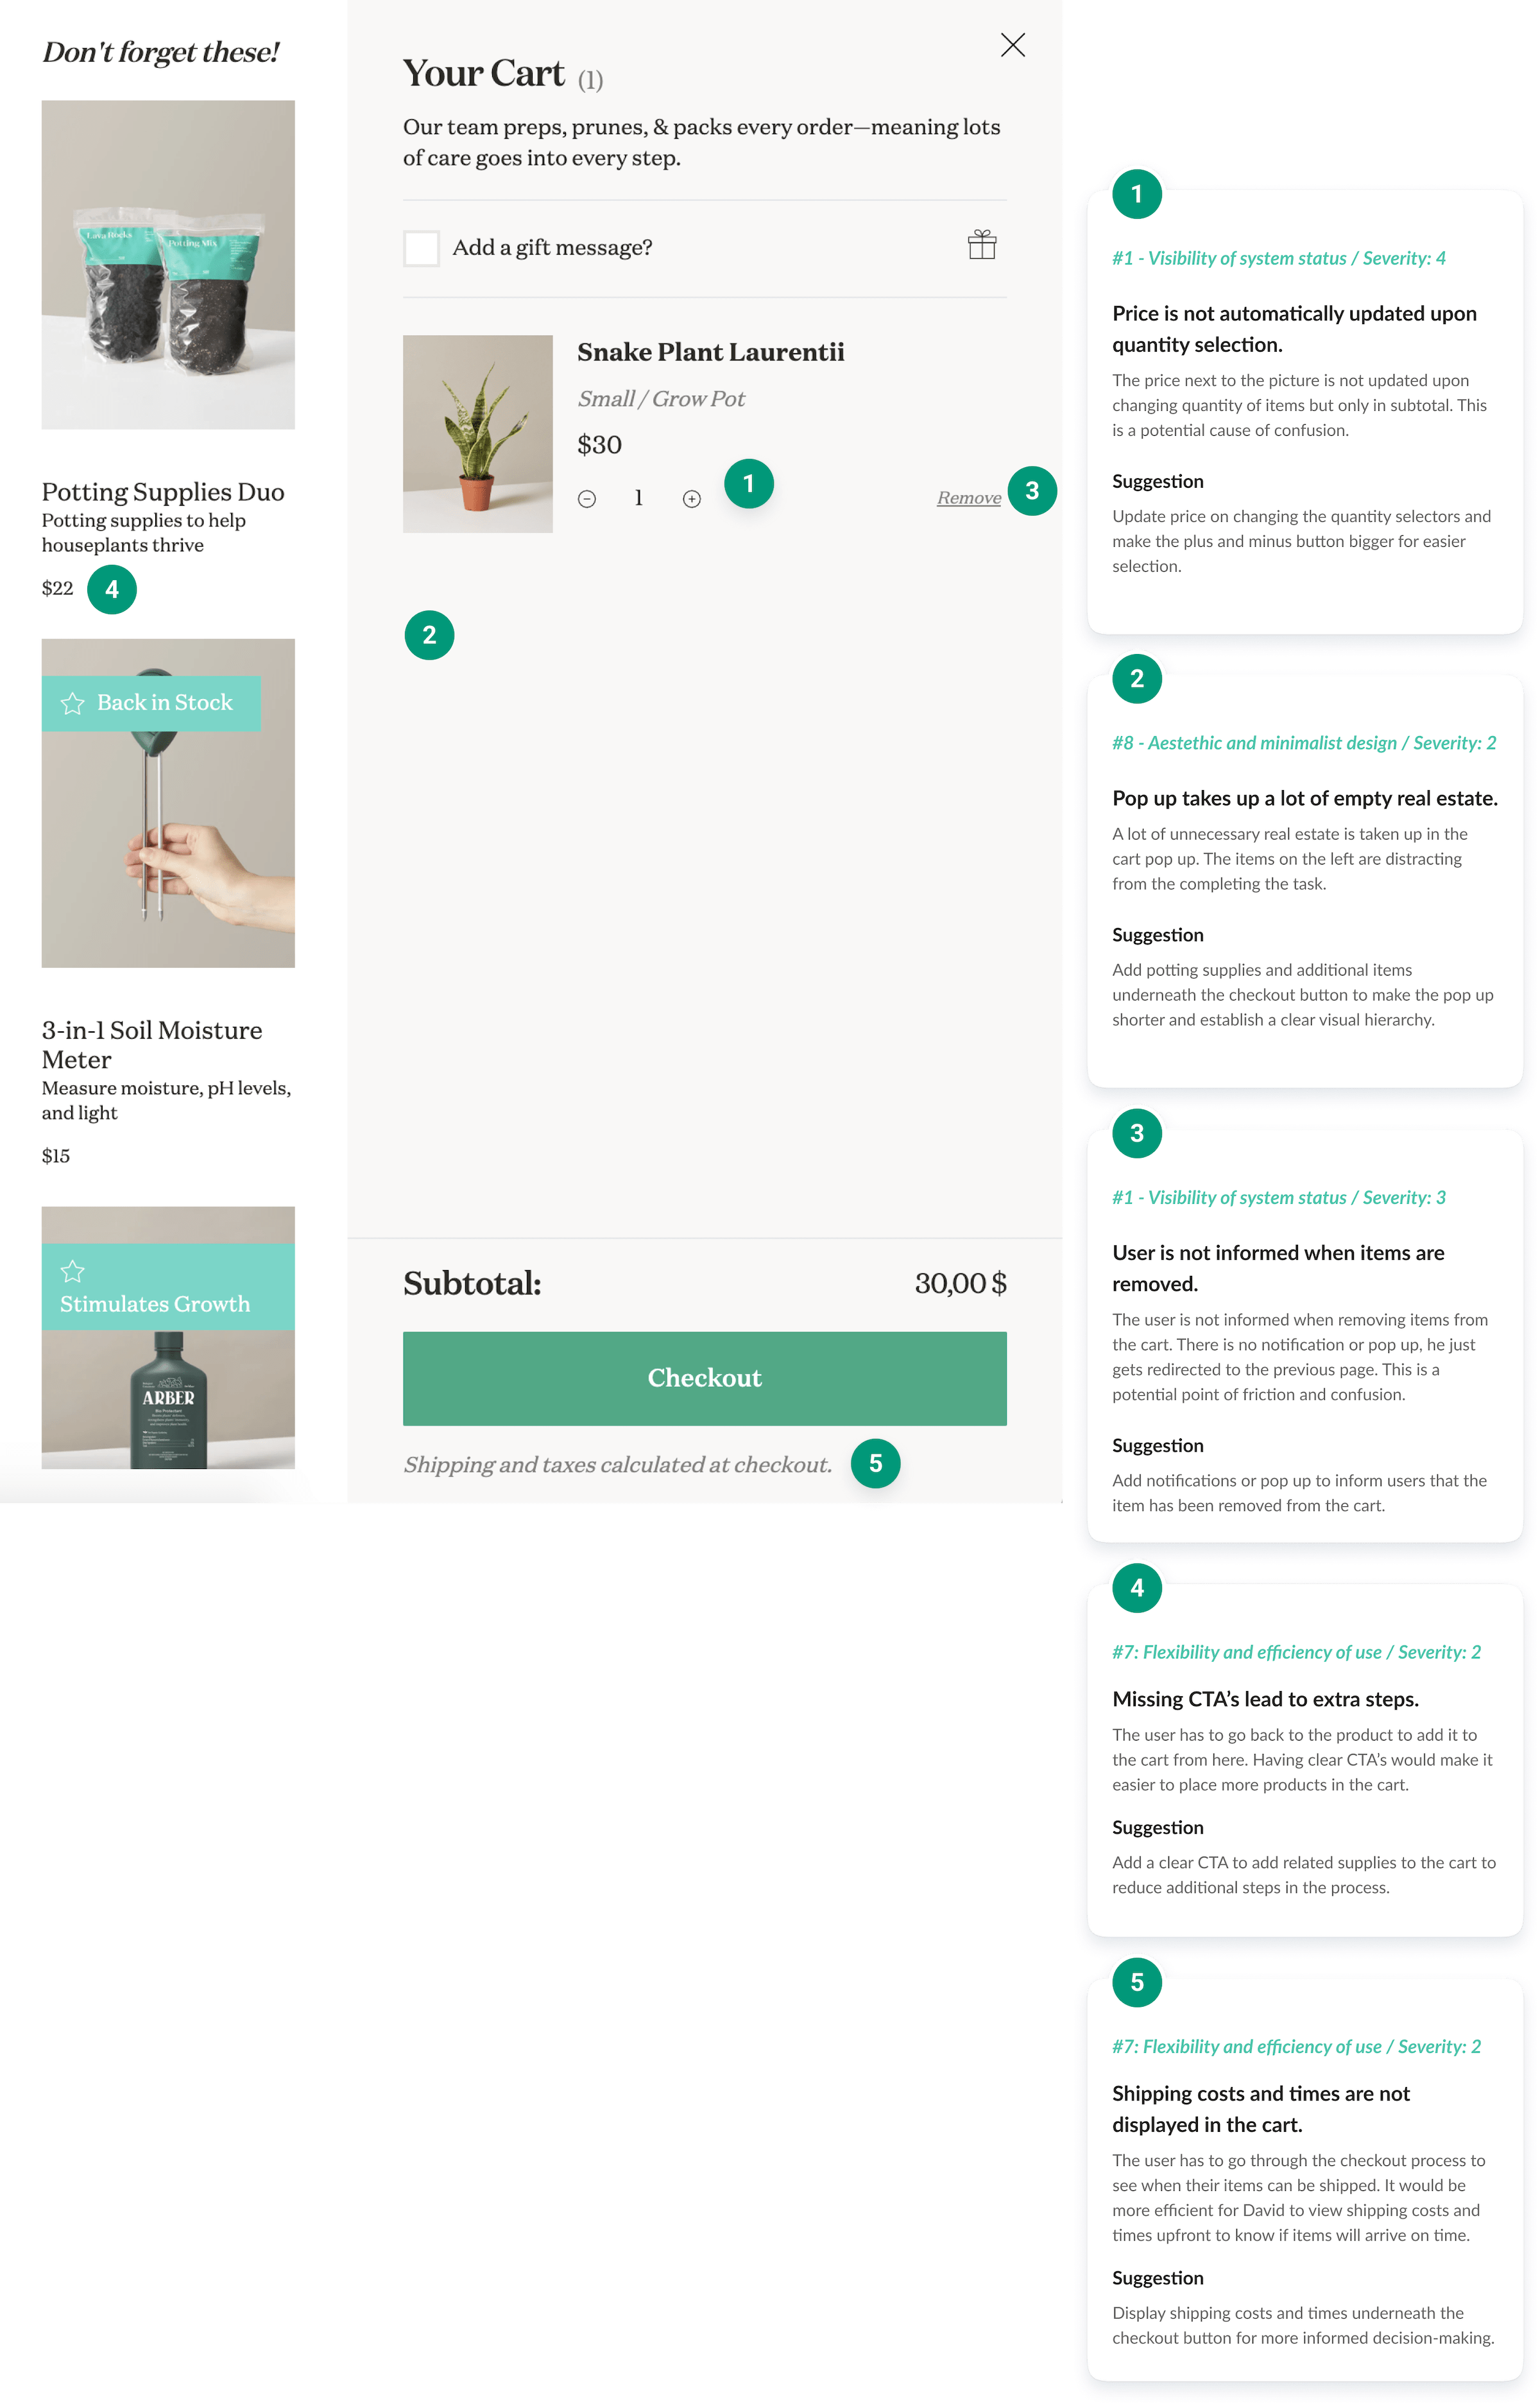 Don't forget these!
Lava Rocks
Potting Mix
Potting Supplies Duo
Potting supplies to help
houseplants thrive
$22
4
Back in Stock
3-in-1 Soil Moisture
Meter
Measure moisture, pH levels,
and light
$15
Stimulates Growth
ARBER
Bio Protectant
Your Cart (1)
Our team preps, prunes, & packs every order—meaning lots
of care goes into every step.
Add a gift message?
Snake Plant Laurentii
Small / Grow Pot
$30
1
1
Remove
3
2
Subtotal:
30,00 $
Checkout
Shipping and taxes calculated at checkout.
5
1
#1 - Visibility of system status / Severity: 4
Price is not automatically updated upon
quantity selection.
The price next to the picture is not updated upon
changing quantity of items but only in subtotal. This
is a potential cause of confusion.
Suggestion
Update price on changing the quantity selectors and
make the plus and minus button bigger for easier
selection.
2
#8 - Aestethic and minimalist design / Severity: 2
Pop up takes up a lot of empty real estate.
A lot of unnecessary real estate is taken up in the
cart pop up. The items on the left are distracting
from the completing the task.
Suggestion
Add potting supplies and additional items
underneath the checkout button to make the pop up
shorter and establish a clear visual hierarchy.
3
#1 - Visibility of system status / Severity: 3
User is not informed when items are
removed.
The user is not informed when removing items from
the cart. There is no notification or pop up, he just
gets redirected to the previous page. This is a
potential point of friction and confusion.
Suggestion
Add notifications or pop up to inform users that the
item has been removed from the cart.
4
#7: Flexibility and efficiency of use / Severity: 2
Missing CTA’s lead to extra steps.
The user has to go back to the product to add it to
the cart from here. Having clear CTA’s would make it
easier to place more products in the cart.
Suggestion
Add a clear CTA to add related supplies to the cart to
reduce additional steps in the process.
5
#7: Flexibility and efficiency of use / Severity: 2
Shipping costs and times are not
displayed in the cart.
The user has to go through the checkout process to
see when their items can be shipped. It would be
more efficient for David to view shipping costs and
times upfront to know if items will arrive on time.
Suggestion
Display shipping costs and times underneath the
checkout button for more informed decision-making.